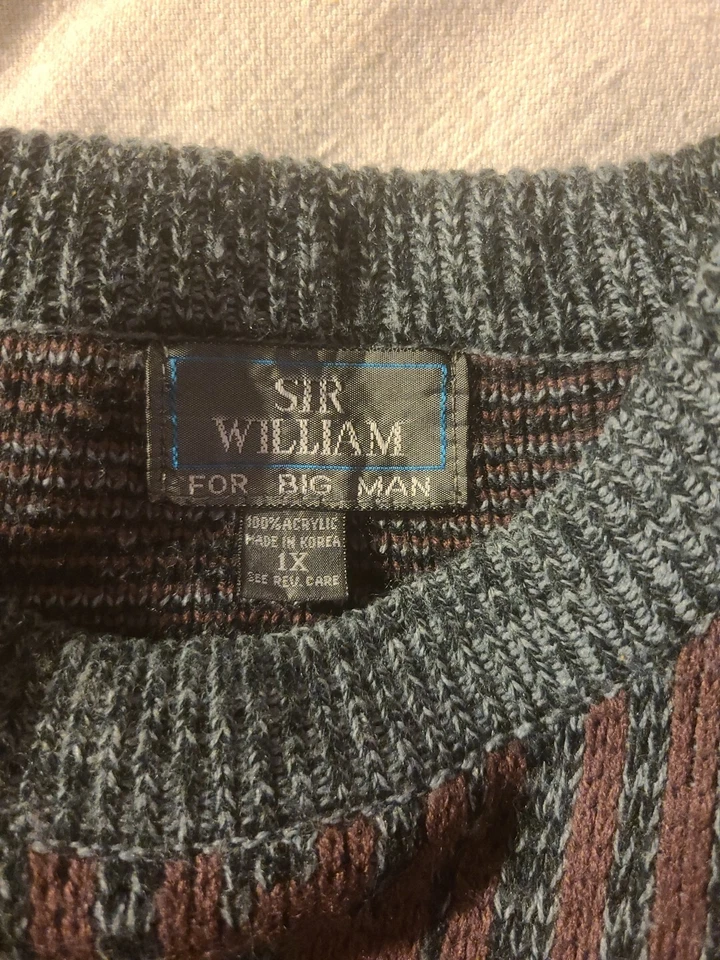 SIR
WILLIAM
FOR BIG MAN
100% ACRYLIC
MADE IN KOREA
1X
SEE REV. CARE